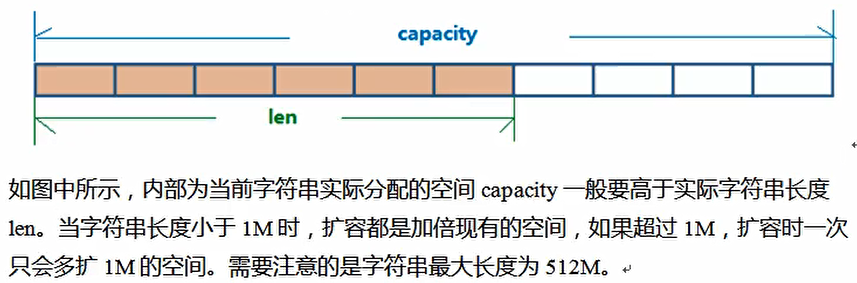 capacity
len
如图中所示，内部为当前字符串实际分配的空间 capacity 一般要高于实际字符串长度
len。当字符串长度小于 1M 时，扩容都是加倍现有的空间，如果超过 1M，扩容时一次
只会多扩 1M 的空间。需要注意的是字符串最大长度为 512M。